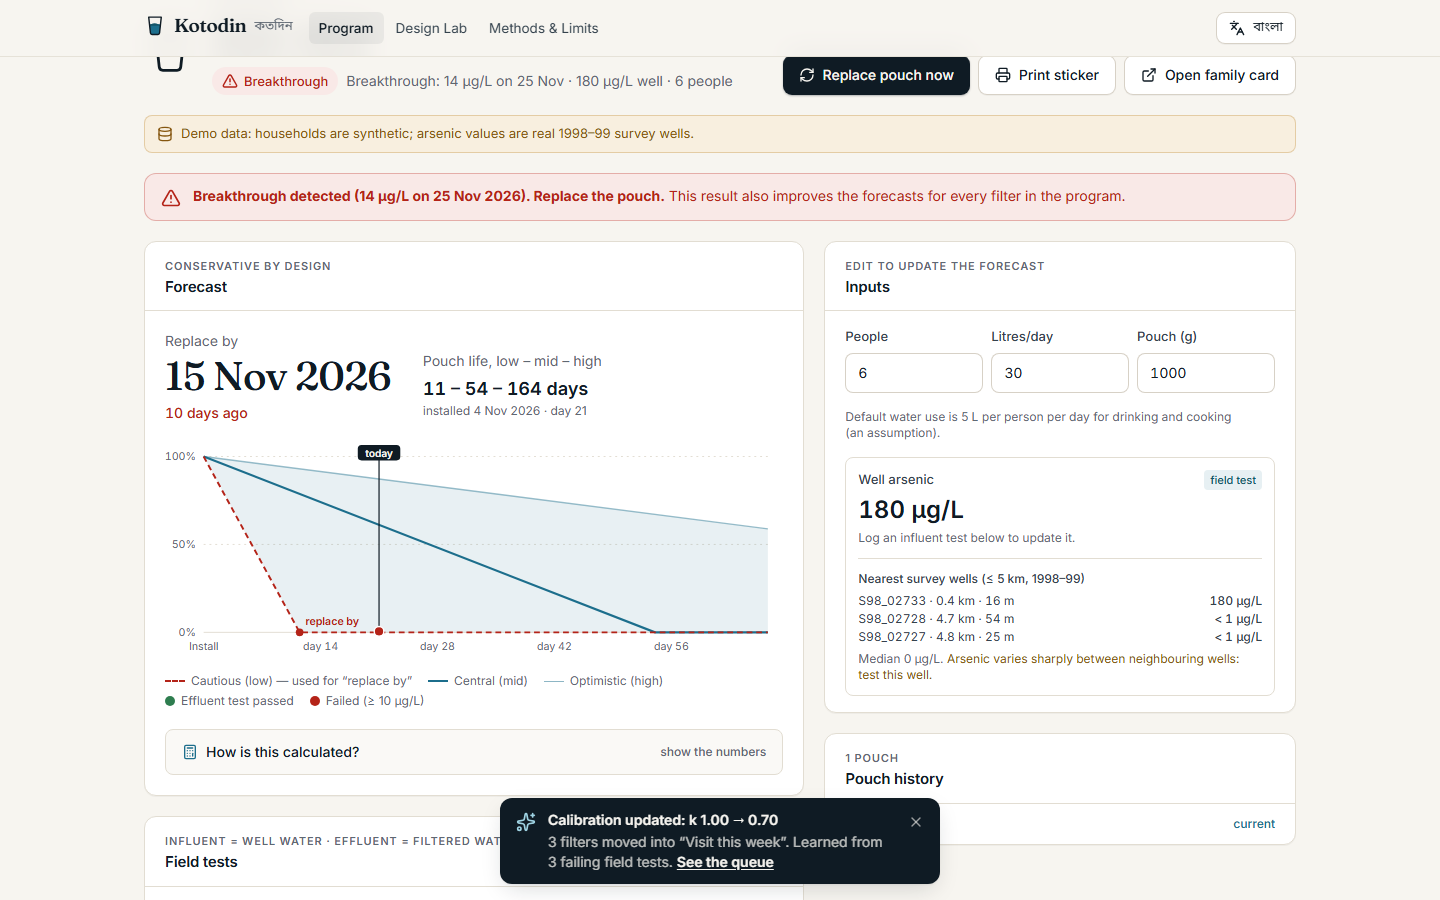 Kotodin কতদিন
Program
Design Lab
Methods & Limits
বাংলা
Breakthrough
Breakthrough: 14 µg/L on 25 Nov · 180 µg/L well · 6 people
Replace pouch now
Print sticker
Open family card
Demo data: households are synthetic; arsenic values are real 1998–99 survey wells.
Breakthrough detected (14 µg/L on 25 Nov 2026). Replace the pouch. This result also improves the forecasts for every filter in the program.
CONSERVATIVE BY DESIGN
Forecast
Replace by
15 Nov 2026
10 days ago
Pouch life, low – mid – high
11 – 54 – 164 days
installed 4 Nov 2026 · day 21
today
100%
50%
0%
replace by
Install
day 14
day 28
day 42
day 56
Cautious (low) — used for “replace by”
Central (mid)
Optimistic (high)
Effluent test passed
Failed (≥ 10 µg/L)
How is this calculated?
show the numbers
INFLUENT = WELL WATER · EFFLUENT = FILTERED
Field tests
EDIT TO UPDATE THE FORECAST
Inputs
People
Litres/day
Pouch (g)
6
30
1000
Default water use is 5 L per person per day for drinking and cooking
(an assumption).
Well arsenic
field test
180 µg/L
Log an influent test below to update it.
Nearest survey wells (≤ 5 km, 1998–99)
S98_02733 · 0.4 km · 16 m 180 µg/L
S98_02728 · 4.7 km · 54 m < 1 µg/L
S98_02727 · 4.8 km · 25 m < 1 µg/L
Median 0 µg/L. Arsenic varies sharply between neighbouring wells:
test this well.
1 POUCH
Pouch history
current
Calibration updated: k 1.00 → 0.70
3 filters moved into “Visit this week”. Learned from
3 failing field tests. See the queue